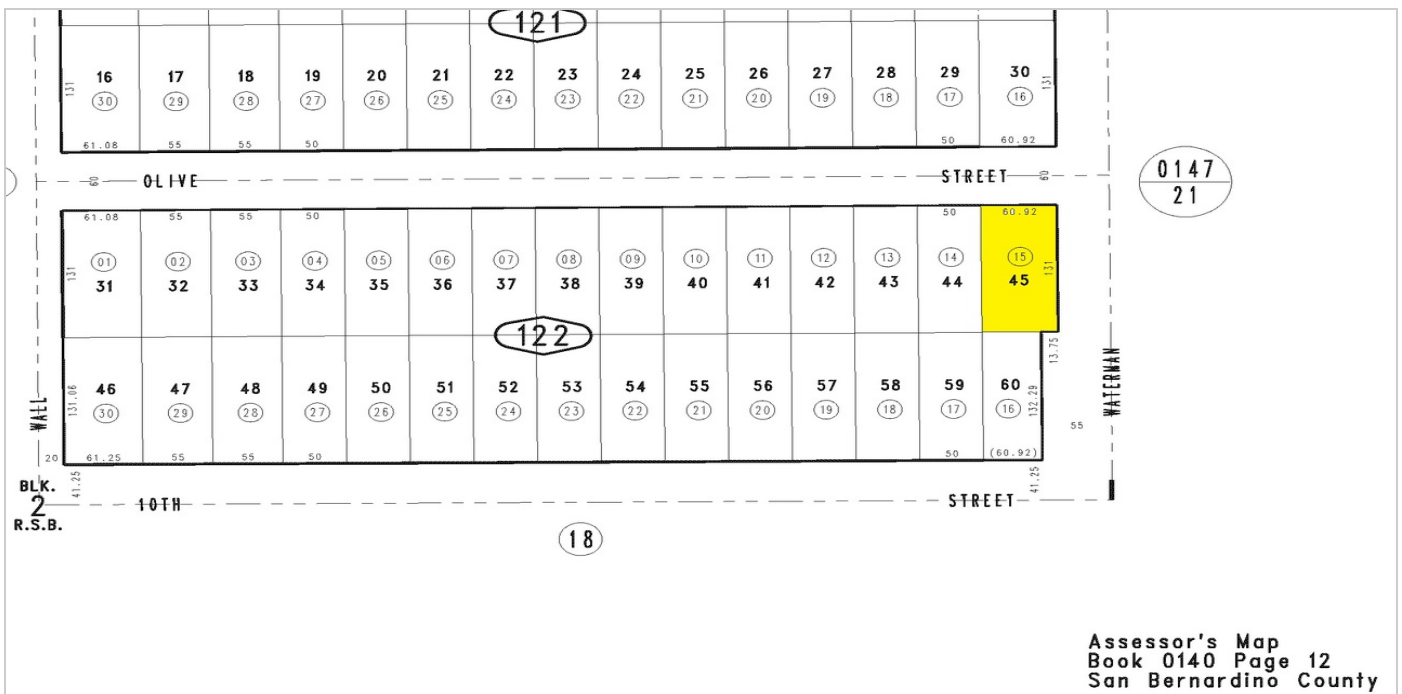 121
16 17 18 19 20 21 22 23 24 25 26 27 28 29 30
131 30 29 28 27 26 25 24 23 22 21 20 19 18 17 16 131
61.08 55 55 50 50 60.92
60 OLIVE STREET 60
0147
21
61.08 55 55 50 50 60.92
131 01 02 03 04 05 06 07 08 09 10 11 12 13 14 15 131
31 32 33 34 35 36 37 38 39 40 41 42 43 44 45
122
13.75
46 47 48 49 50 51 52 53 54 55 56 57 58 59 60
WALL 131.06 30 29 28 27 26 25 24 23 22 21 20 19 18 17 16 132.29 WATERMAN
55
20 61.25 55 55 50 50 (60.92)
41.25 41.25
BLK.
2
R.S.B.
10TH STREET
18
Assessor's Map
Book 0140 Page 12
San Bernardino County